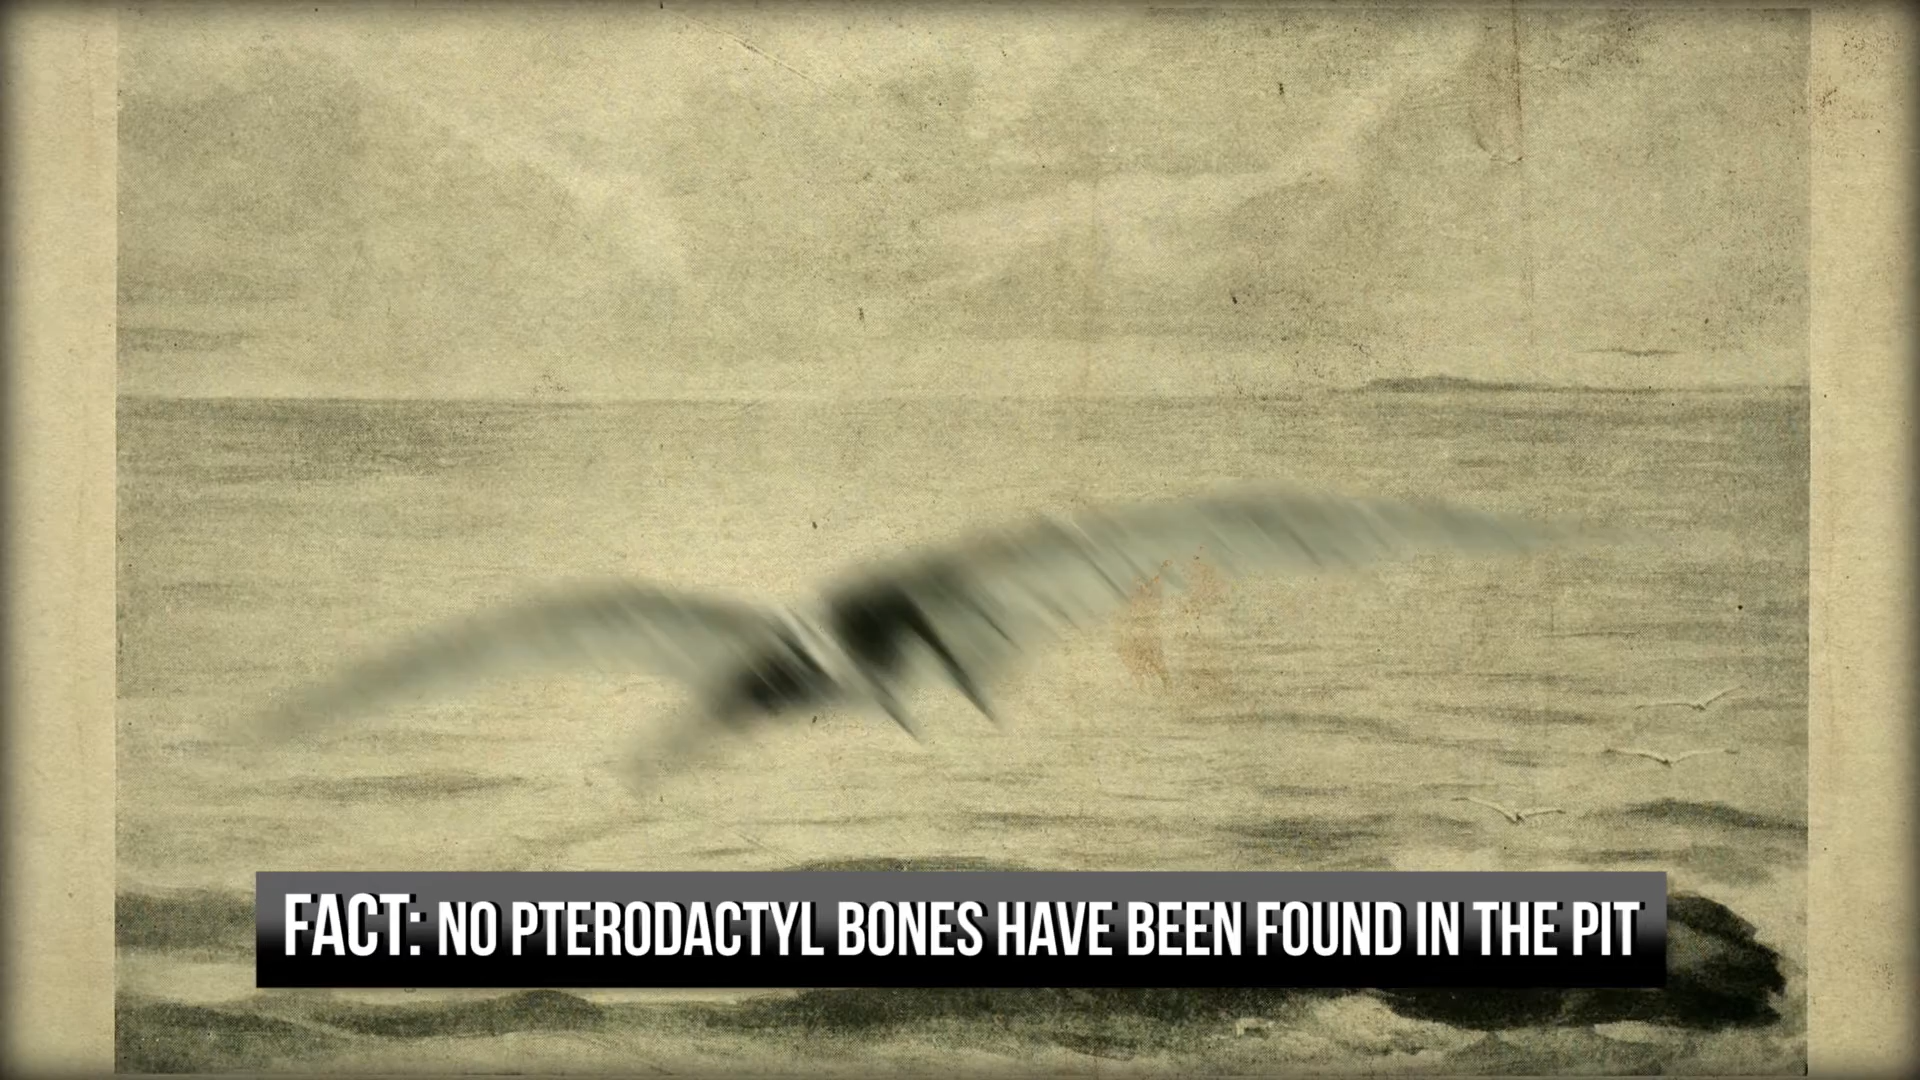 FACT: NO PTERODACTYL BONES HAVE BEEN FOUND IN THE PIT